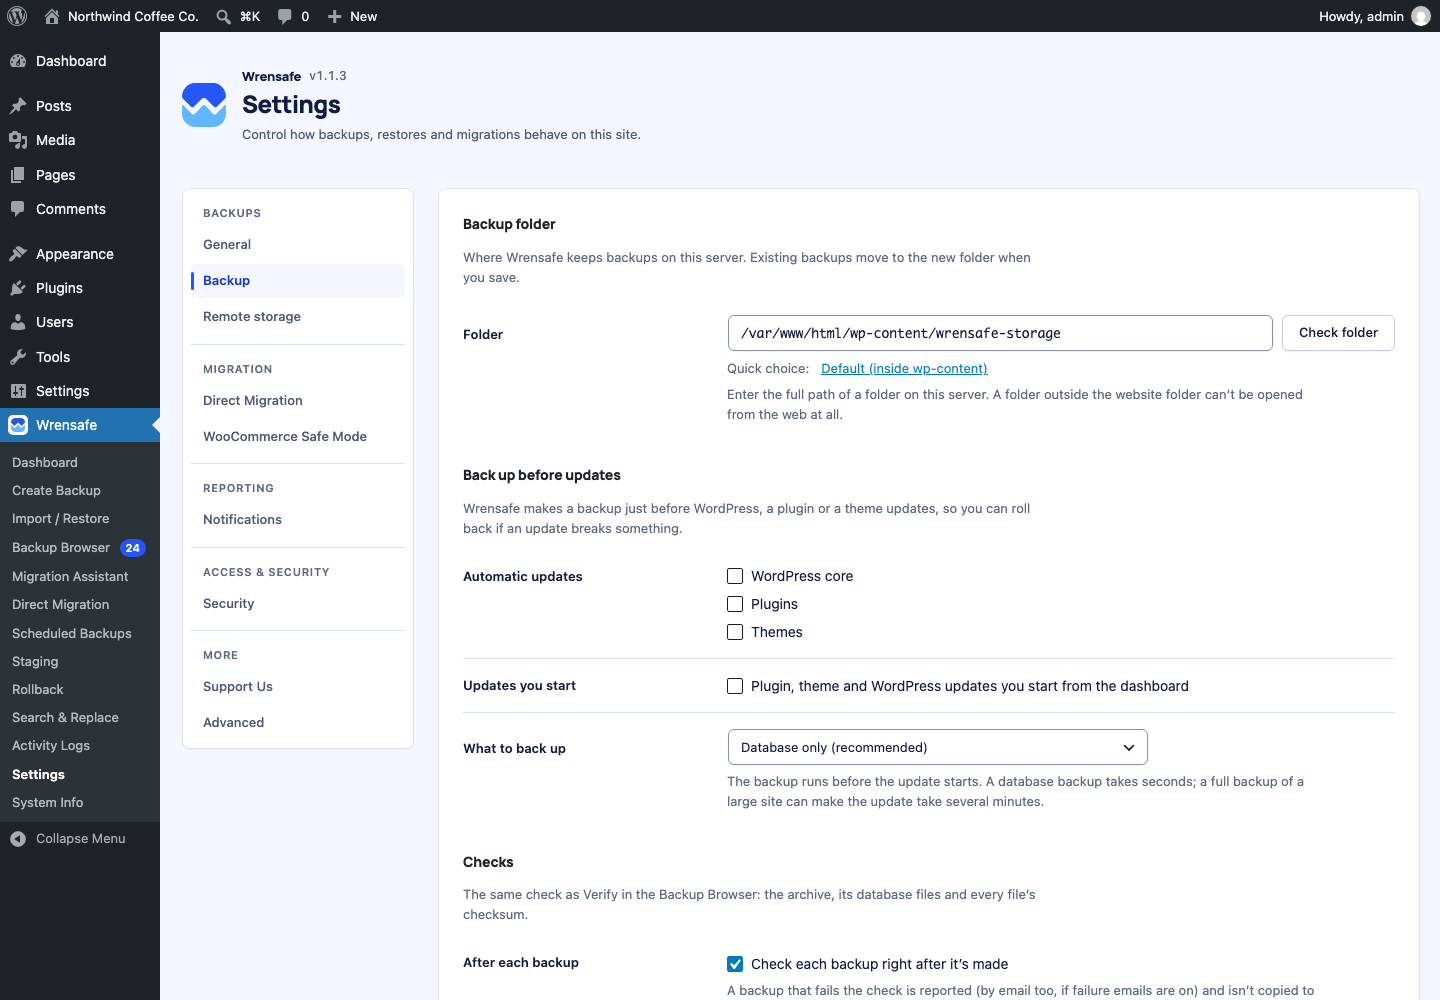 Northwind Coffee Co.
⌘K
0
New
Howdy, admin
Dashboard
Posts
Media
Pages
Comments
Appearance
Plugins
Users
Tools
Settings
Wrensafe
Dashboard
Create Backup
Import / Restore
Backup Browser 24
Migration Assistant
Direct Migration
Scheduled Backups
Staging
Rollback
Search & Replace
Activity Logs
Settings
System Info
Collapse Menu
Wrensafe v1.1.3
Settings
Control how backups, restores and migrations behave on this site.
BACKUPS
General
Backup
Remote storage
MIGRATION
Direct Migration
WooCommerce Safe Mode
REPORTING
Notifications
ACCESS & SECURITY
Security
MORE
Support Us
Advanced
Backup folder
Where Wrensafe keeps backups on this server. Existing backups move to the new folder when
you save.
Folder
/var/www/html/wp-content/wrensafe-storage
Check folder
Quick choice: Default (inside wp-content)
Enter the full path of a folder on this server. A folder outside the website folder can’t be opened
from the web at all.
Back up before updates
Wrensafe makes a backup just before WordPress, a plugin or a theme updates, so you can roll
back if an update breaks something.
Automatic updates
WordPress core
Plugins
Themes
Updates you start
Plugin, theme and WordPress updates you start from the dashboard
What to back up
Database only (recommended)
The backup runs before the update starts. A database backup takes seconds; a full backup of a
large site can make the update take several minutes.
Checks
The same check as Verify in the Backup Browser: the archive, its database files and every file’s
checksum.
After each backup
Check each backup right after it’s made
A backup that fails the check is reported (by email too, if failure emails are on) and isn’t copied to